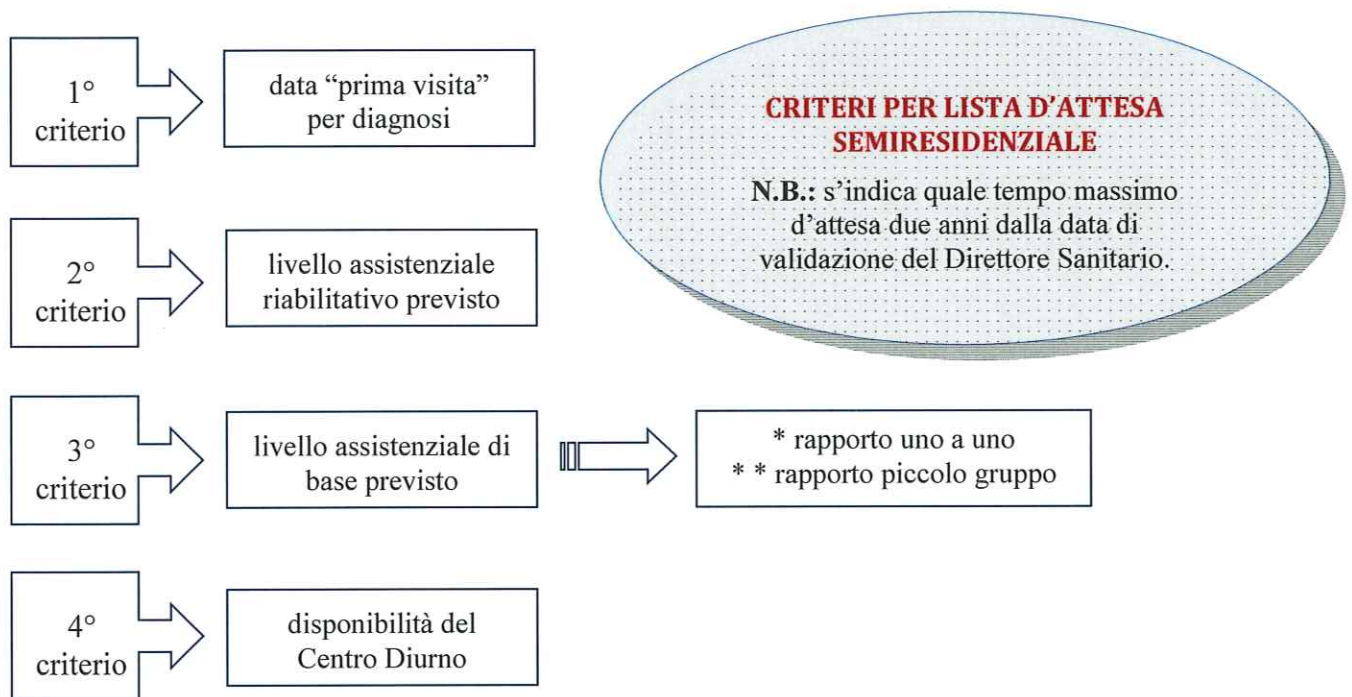 1°
criterio
data “prima visita”
per diagnosi
CRITERI PER LISTA D’ATTESA
SEMIRESIDENZIALE
N.B.: s’indica quale tempo massimo
d’attesa due anni dalla data di
validazione del Direttore Sanitario.
2°
criterio
livello assistenziale
riabilitativo previsto
3°
criterio
livello assistenziale di
base previsto
* rapporto uno a uno
* * rapporto piccolo gruppo
4°
criterio
disponibilità del
Centro Diurno